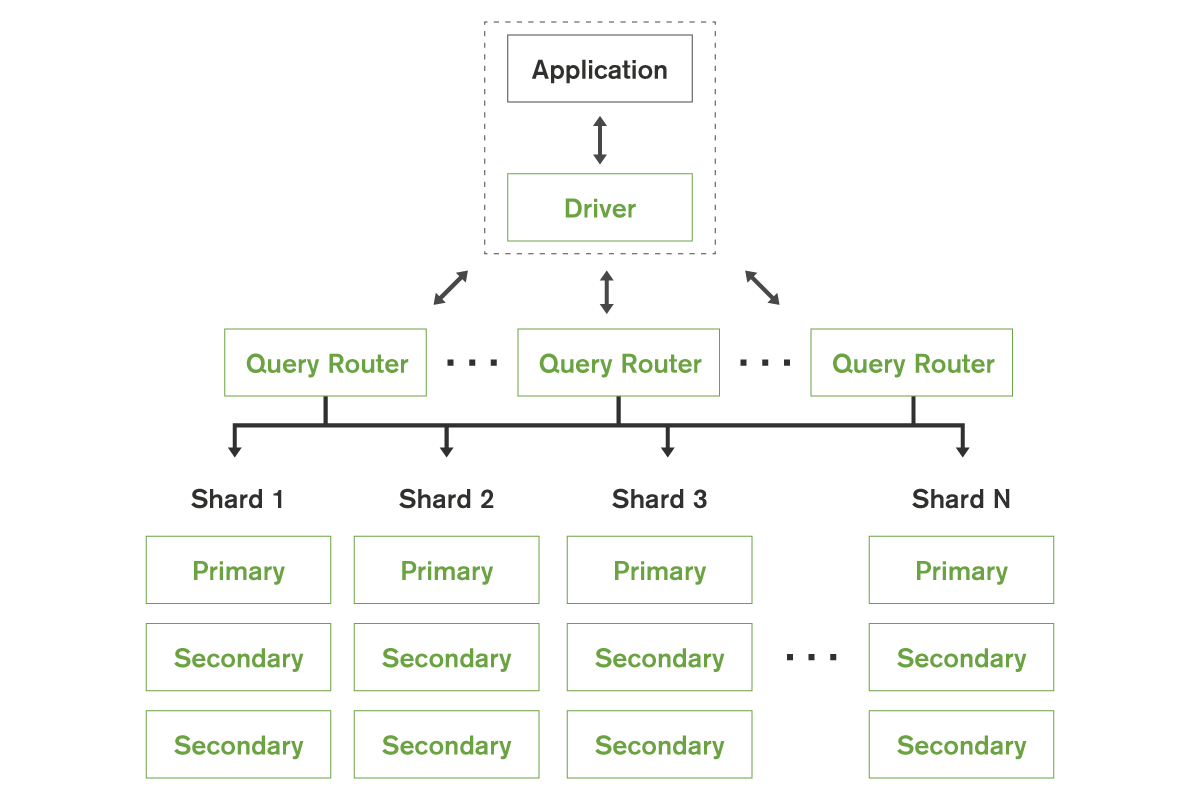 Application
Driver
Query Router ... Query Router ... Query Router
Shard 1 Shard 2 Shard 3 Shard N
Primary Primary Primary Primary
Secondary Secondary Secondary ... Secondary
Secondary Secondary Secondary Secondary